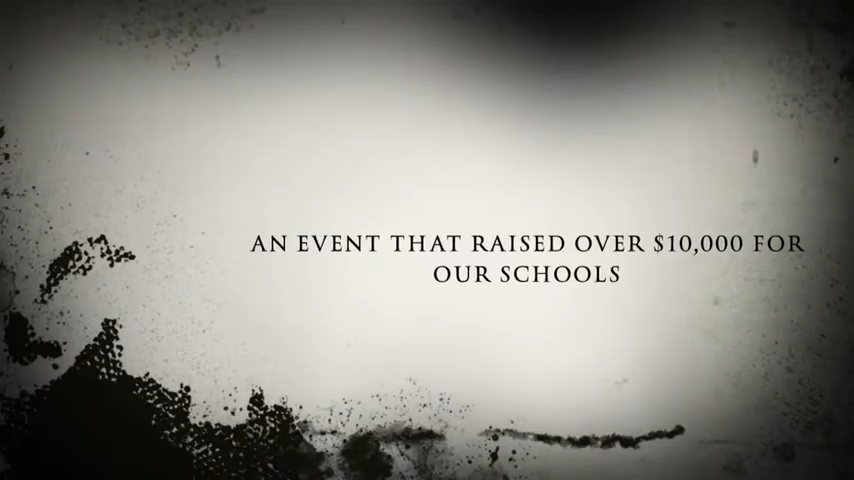 AN EVENT THAT RAISED OVER $10,000 FOR
OUR SCHOOLS